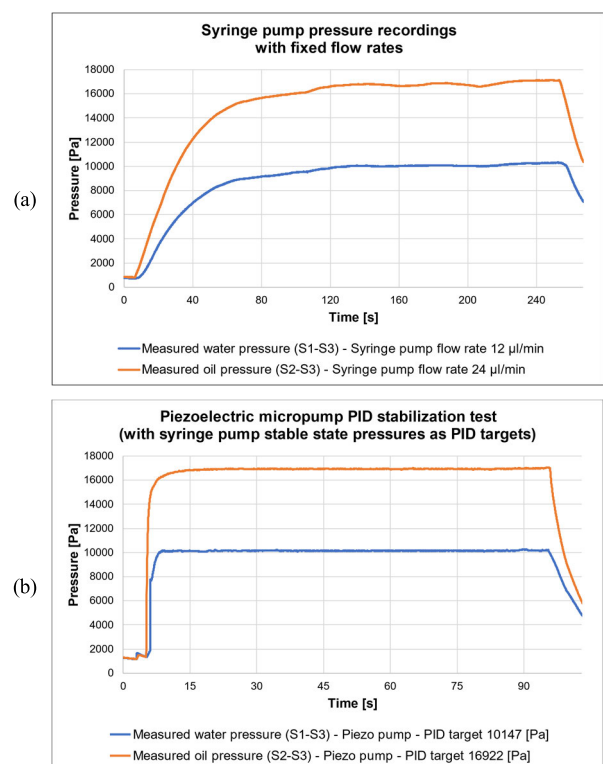 (a)
Syringe pump pressure recordings
with fixed flow rates
Pressure [Pa]
18000
16000
14000
12000
10000
8000
6000
4000
2000
0
0 40 80 120 160 200 240
Time [s]
Measured water pressure (S1-S3) - Syringe pump flow rate 12 µl/min
Measured oil pressure (S2-S3) - Syringe pump flow rate 24 µl/min
(b)
Piezoelectric micropump PID stabilization test
(with syringe pump stable state pressures as PID targets)
Pressure [Pa]
18000
16000
14000
12000
10000
8000
6000
4000
2000
0
0 15 30 45 60 75 90
Time [s]
Measured water pressure (S1-S3) - Piezo pump - PID target 10147 [Pa]
Measured oil pressure (S2-S3) - Piezo pump - PID target 16922 [Pa]